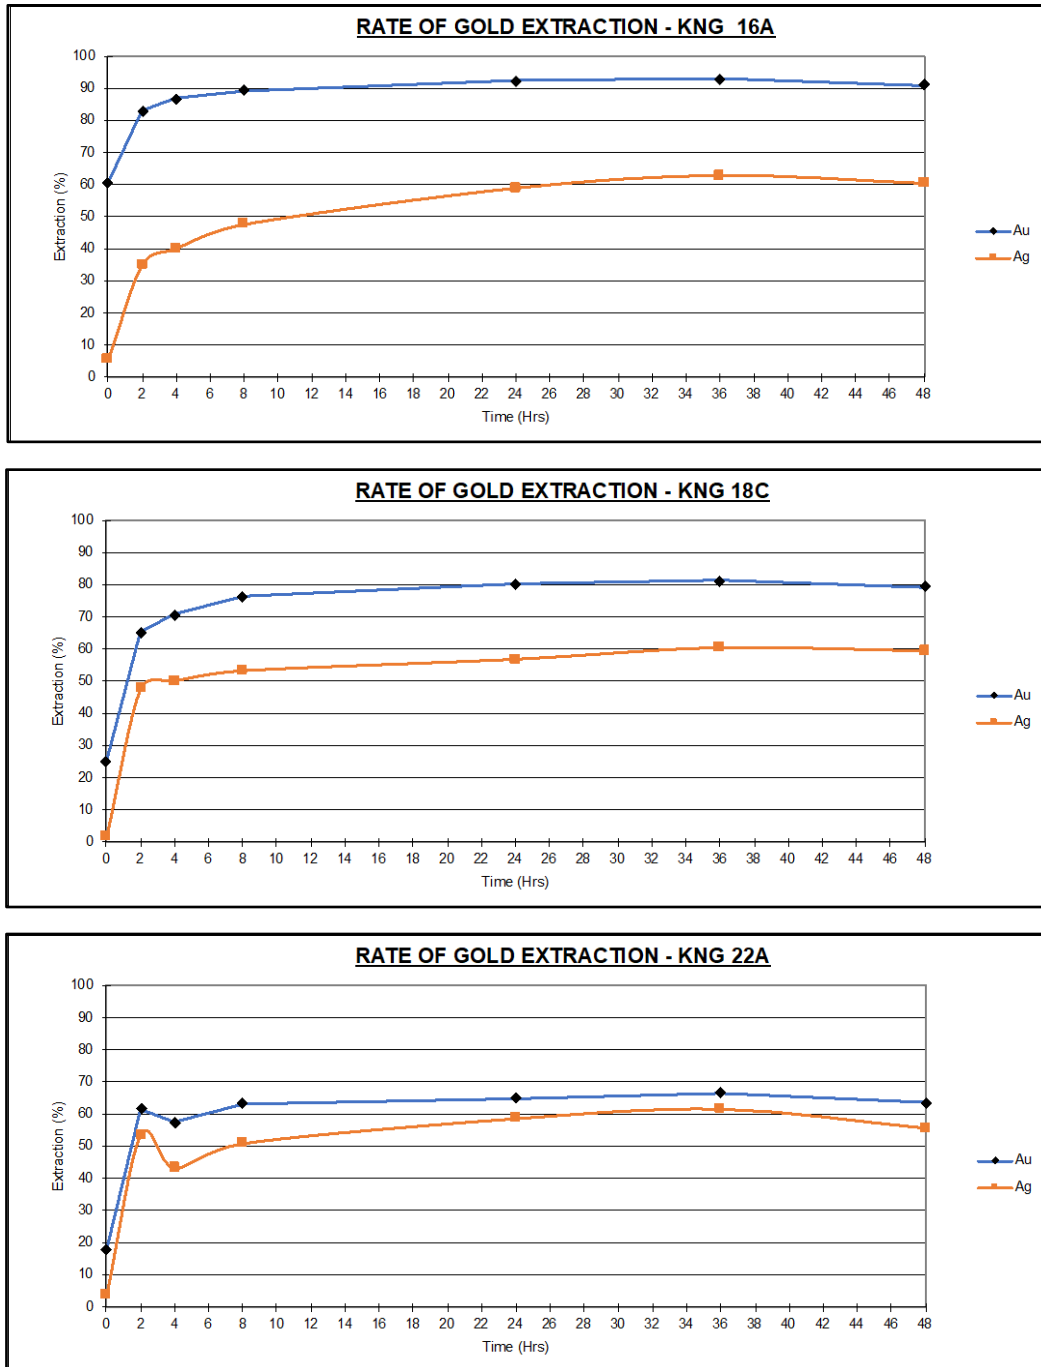 RATE OF GOLD EXTRACTION - KNG  16A
100
90
80
70
60
50
40
30
20
10
0
Extraction (%)
0 2 4 6 8 10 12 14 16 18 20 22 24 26 28 30 32 34 36 38 40 42 44 46 48
Time (Hrs)
Au
Ag
RATE OF GOLD EXTRACTION - KNG 18C
100
90
80
70
60
50
40
30
20
10
0
Extraction (%)
0 2 4 6 8 10 12 14 16 18 20 22 24 26 28 30 32 34 36 38 40 42 44 46 48
Time (Hrs)
Au
Ag
RATE OF GOLD EXTRACTION - KNG 22A
100
90
80
70
60
50
40
30
20
10
0
Extraction (%)
0 2 4 6 8 10 12 14 16 18 20 22 24 26 28 30 32 34 36 38 40 42 44 46 48
Time (Hrs)
Au
Ag